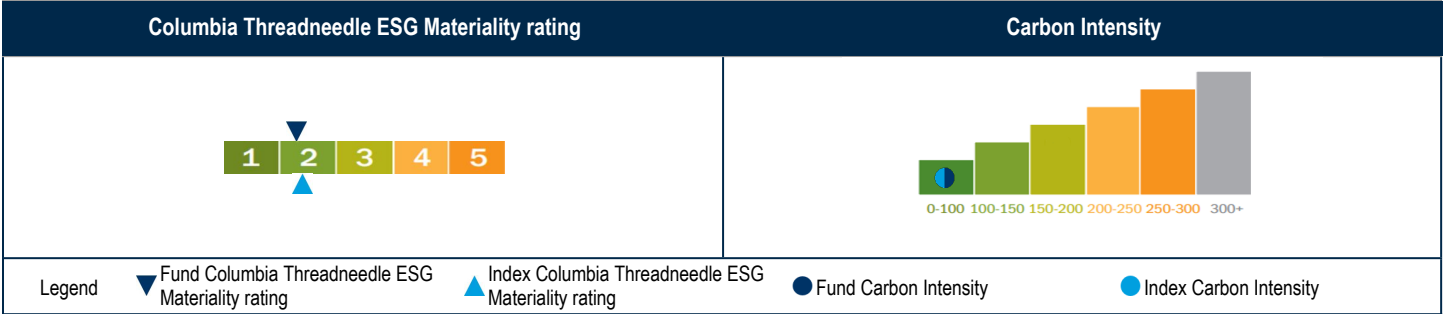 Columbia Threadneedle ESG Materiality rating
Carbon Intensity
1 2 3 4 5
0-100 100-150 150-200 200-250 250-300 300+
Legend
Fund Columbia Threadneedle ESG
Materiality rating
Index Columbia Threadneedle ESG
Materiality rating
Fund Carbon Intensity
Index Carbon Intensity